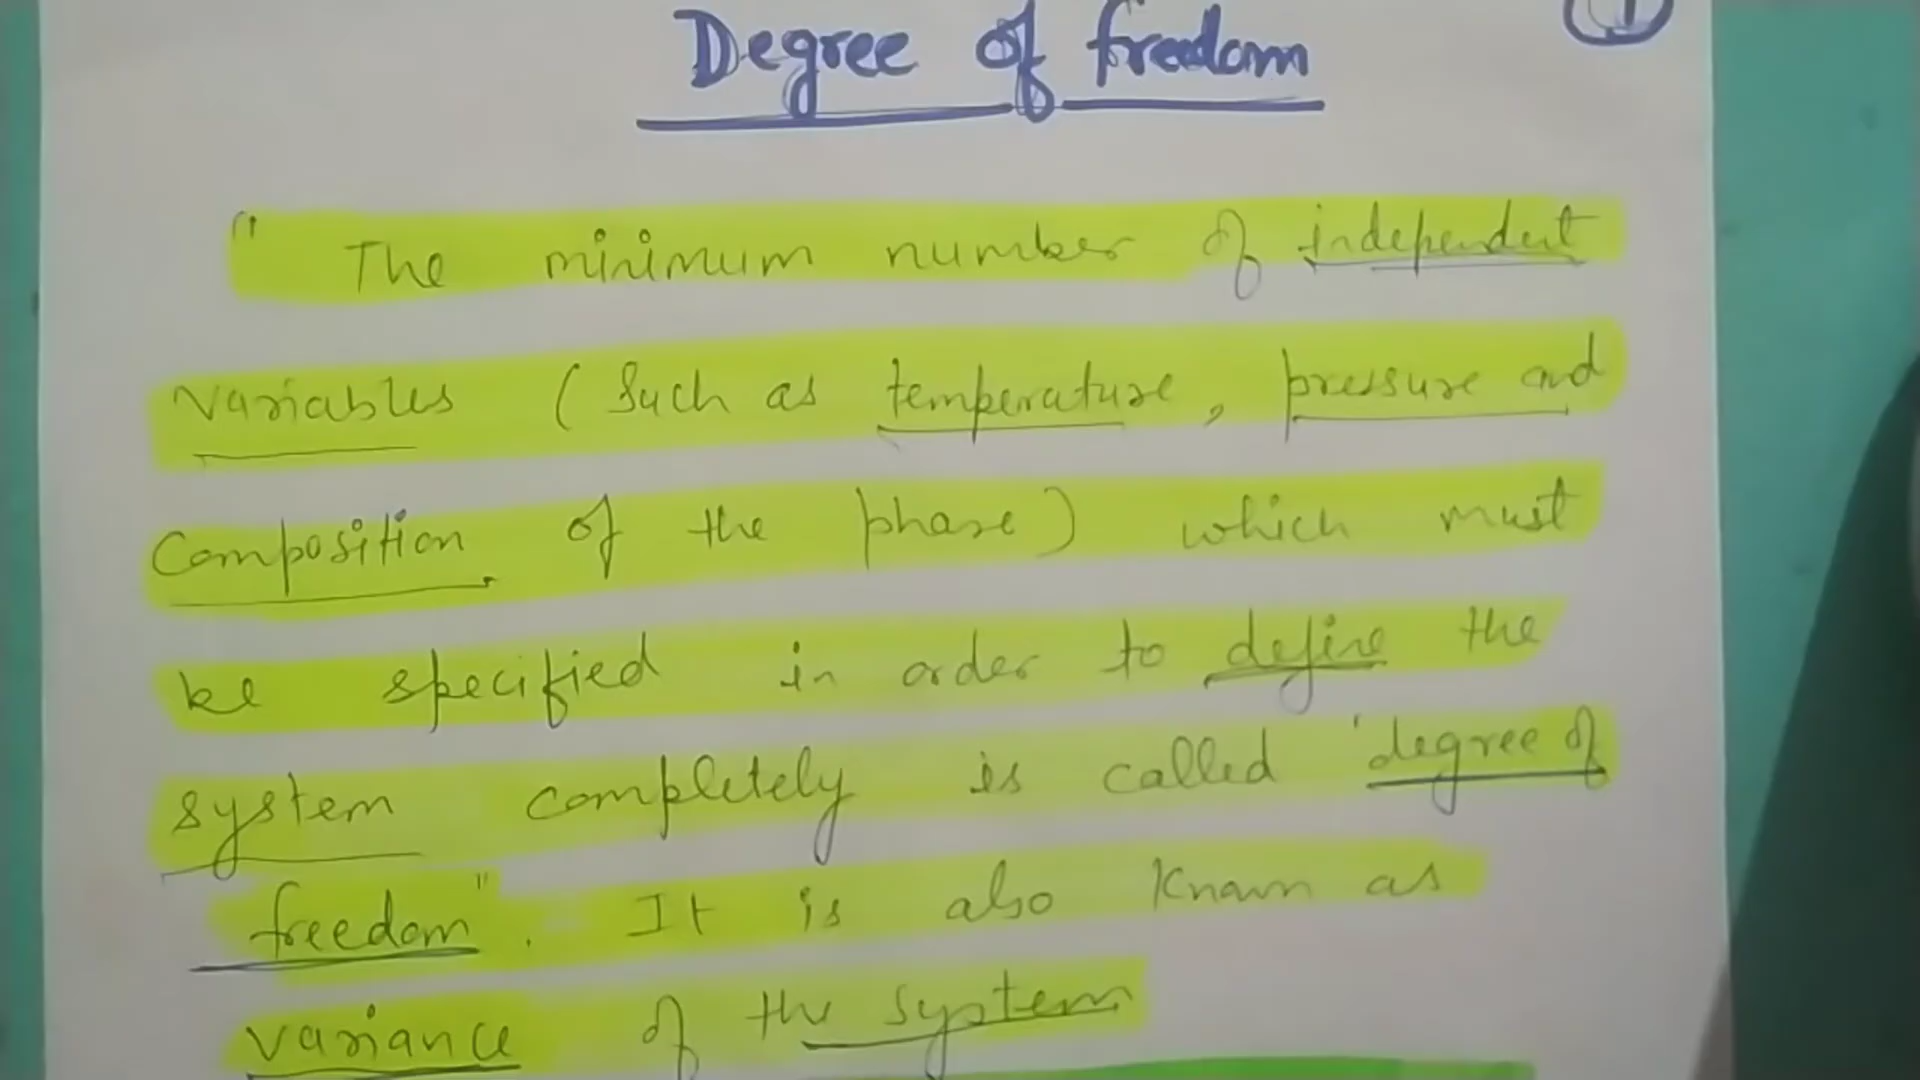 Degree of freedom
1
" The minimum number of independent
variables (Such as temperature, pressure and
Composition of the phase) which must
be specified in order to define the
system completely is called 'degree of
freedom". It is also known as
variance of the system